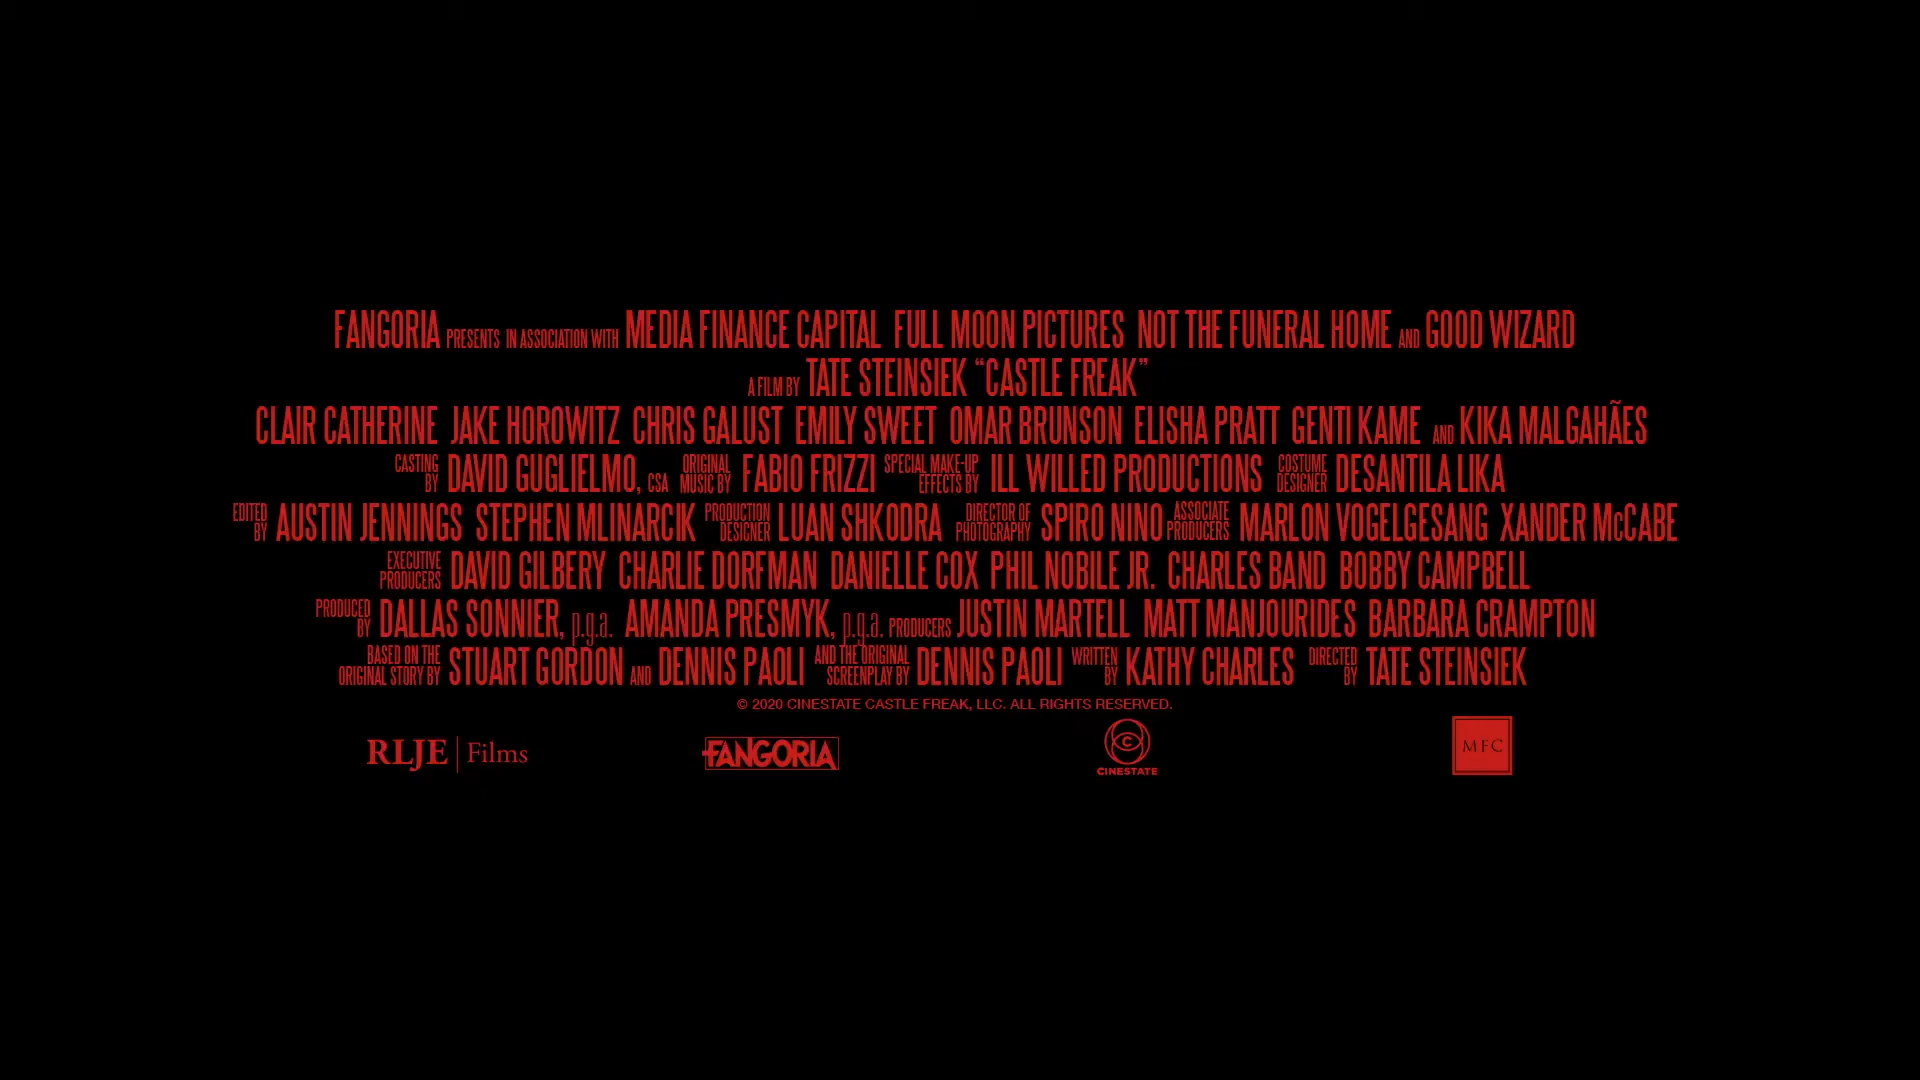 FANGORIA PRESENTS IN ASSOCIATION WITH MEDIA FINANCE CAPITAL FULL MOON PICTURES NOT THE FUNERAL HOME AND GOOD WIZARD
A FILM BY TATE STEINSIEK “CASTLE FREAK”
CLAIR CATHERINE JAKE HOROWITZ CHRIS GALUST EMILY SWEET OMAR BRUNSON ELISHA PRATT GENTI KAME AND KIKA MALGAHÃES
CASTING BY DAVID GUGLIELMO, CSA ORIGINAL MUSIC BY FABIO FRIZZI SPECIAL MAKE-UP EFFECTS BY ILL WILLED PRODUCTIONS COSTUME DESIGNER DESANTILA LIKA
EDITED BY AUSTIN JENNINGS STEPHEN MLINARCIK PRODUCTION DESIGNER LUAN SHKODRA DIRECTOR OF PHOTOGRAPHY SPIRO NINO ASSOCIATE PRODUCERS MARLON VOGELGESANG XANDER McCABE
EXECUTIVE PRODUCERS DAVID GILBERY CHARLIE DORFMAN DANIELLE COX PHIL NOBILE JR. CHARLES BAND BOBBY CAMPBELL
PRODUCED BY DALLAS SONNIER, p.g.a. AMANDA PRESMYK, p.g.a. PRODUCERS JUSTIN MARTELL MATT MANJOURIDES BARBARA CRAMPTON
BASED ON THE ORIGINAL STORY BY STUART GORDON AND DENNIS PAOLI AND THE ORIGINAL SCREENPLAY BY DENNIS PAOLI WRITTEN BY KATHY CHARLES DIRECTED BY TATE STEINSIEK
© 2020 CINESTATE CASTLE FREAK, LLC. ALL RIGHTS RESERVED.
RLJE | Films FANGORIA C CINESTATE MFC